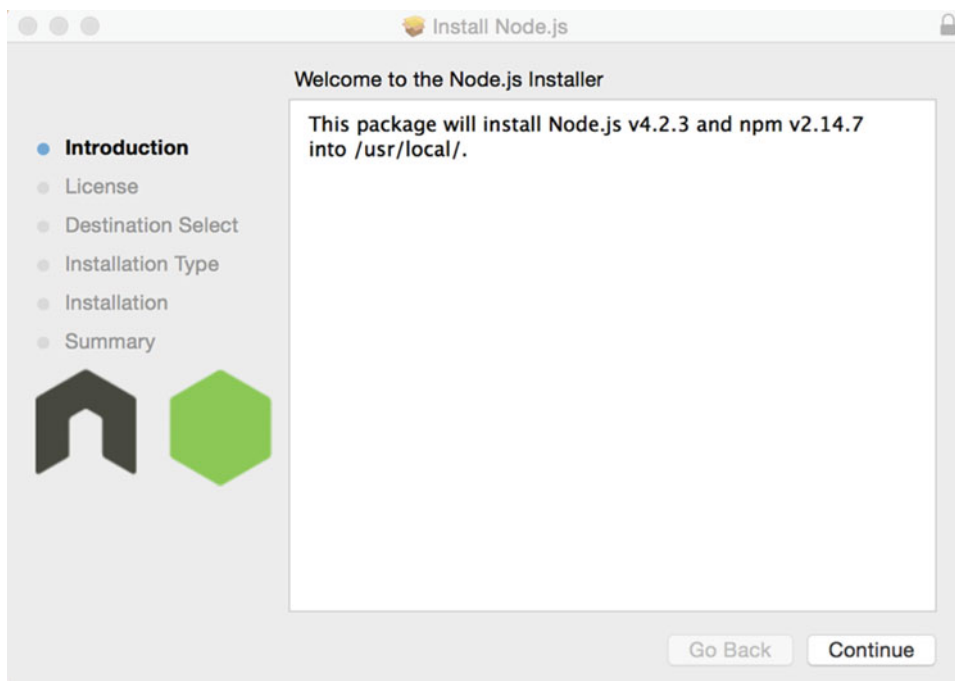 Install Node.js
Welcome to the Node.js Installer
This package will install Node.js v4.2.3 and npm v2.14.7
into /usr/local/.
Introduction
License
Destination Select
Installation Type
Installation
Summary
Go Back
Continue